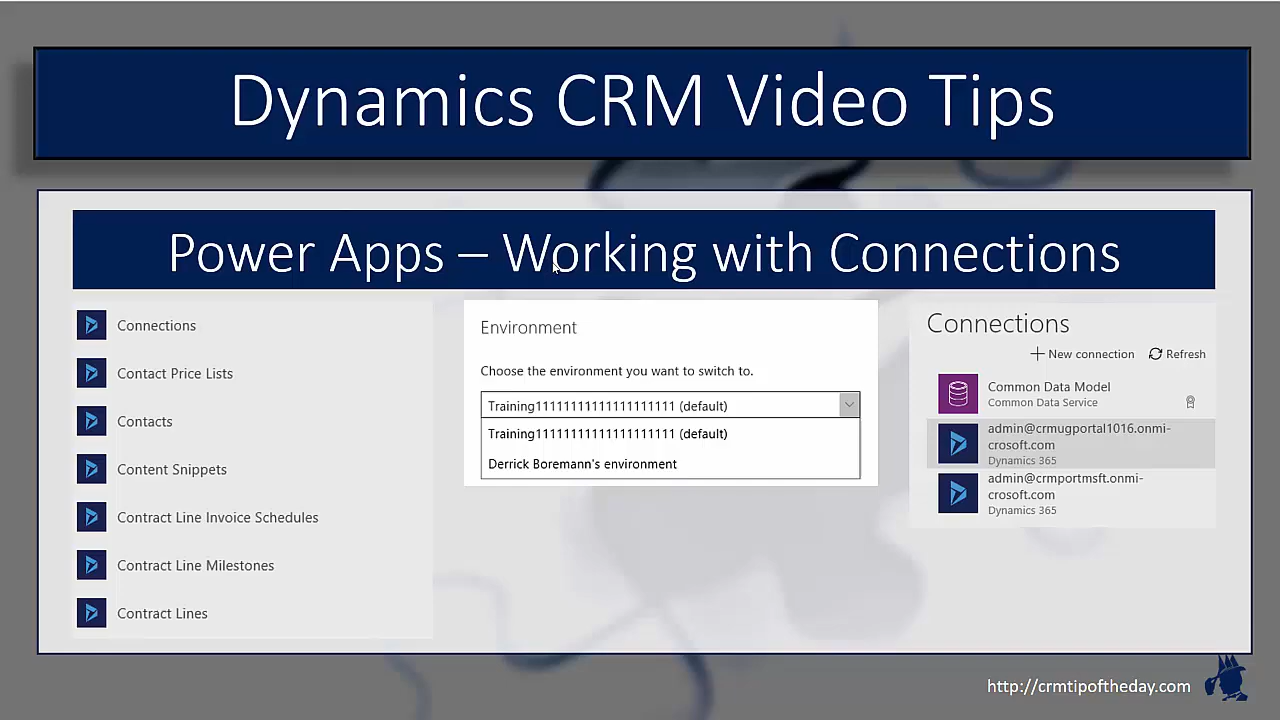 Dynamics CRM Video Tips
Power Apps – Working with Connections
Connections
Contact Price Lists
Contacts
Content Snippets
Contract Line Invoice Schedules
Contract Line Milestones
Contract Lines
Environment
Choose the environment you want to switch to.
Training11111111111111111111 (default)
Training11111111111111111111 (default)
Derrick Boremann's environment
Connections
New connection
Refresh
Common Data Model
Common Data Service
admin@crmugportal1016.onmi-
crosoft.com
Dynamics 365
admin@crmportmsft.onmi-
crosoft.com
Dynamics 365
http://crmtipoftheday.com